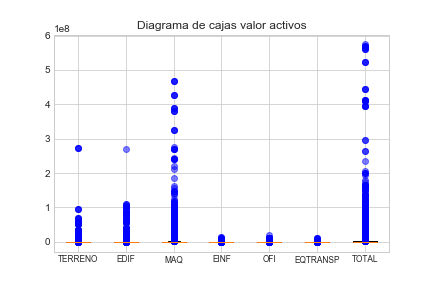 Diagrama de cajas valor activos
1e8
6
5
4
3
2
1
0
TERRENO EDIF MAQ EINF OFI EQTRANSP TOTAL